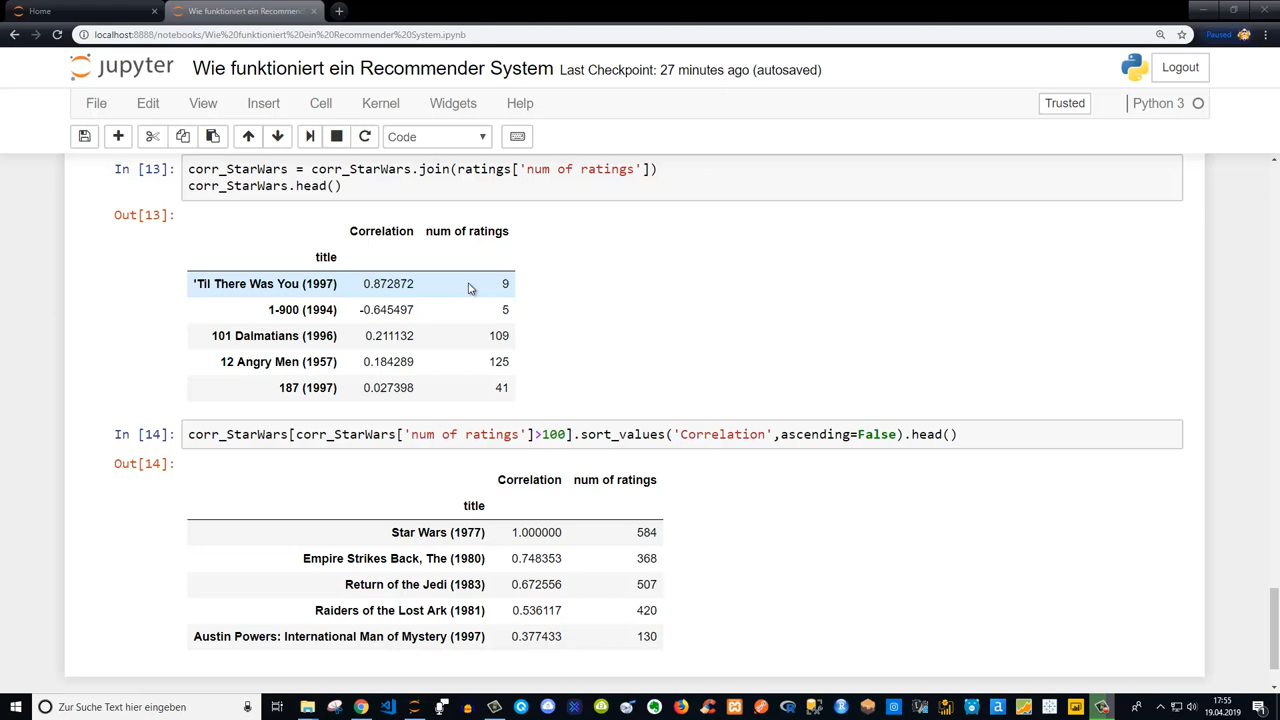 Home
Wie funktioniert ein Recommend
localhost:8888/notebooks/Wie%20funktioniert%20ein%20Recommender%20System.ipynb
Paused
jupyter Wie funktioniert ein Recommender System Last Checkpoint: 27 minutes ago (autosaved)
Logout
File Edit View Insert Cell Kernel Widgets Help
Trusted
Python 3
Code
In [13]: corr_StarWars = corr_StarWars.join(ratings['num of ratings'])
corr_StarWars.head()
Out[13]:
Correlation num of ratings
title
'Til There Was You (1997) 0.872872 9
1-900 (1994) -0.645497 5
101 Dalmatians (1996) 0.211132 109
12 Angry Men (1957) 0.184289 125
187 (1997) 0.027398 41
In [14]: corr_StarWars[corr_StarWars['num of ratings']>100].sort_values('Correlation',ascending=False).head()
Out[14]:
Correlation num of ratings
title
Star Wars (1977) 1.000000 584
Empire Strikes Back, The (1980) 0.748353 368
Return of the Jedi (1983) 0.672556 507
Raiders of the Lost Ark (1981) 0.536117 420
Austin Powers: International Man of Mystery (1997) 0.377433 130
Zur Suche Text hier eingeben
17:55
19.04.2019